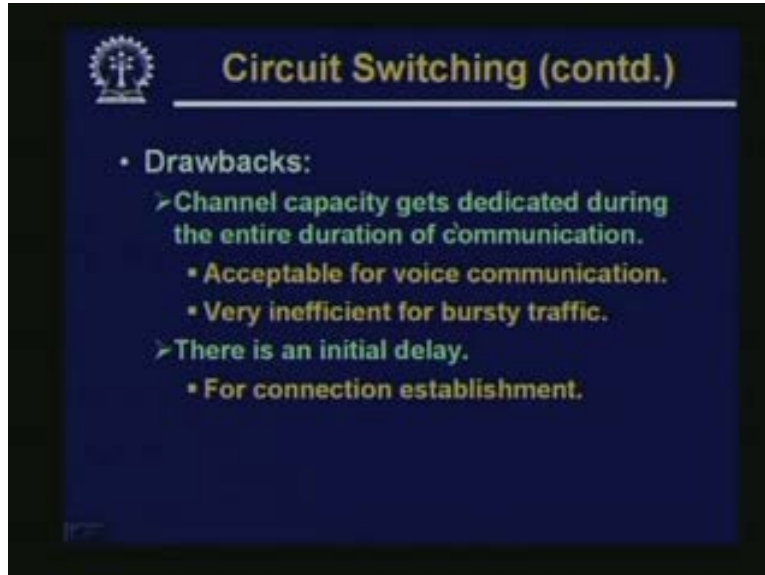 Circuit Switching (contd.)
• Drawbacks:
➢Channel capacity gets dedicated during
the entire duration of communication.
▪ Acceptable for voice communication.
▪ Very inefficient for bursty traffic.
➢There is an initial delay.
▪ For connection establishment.